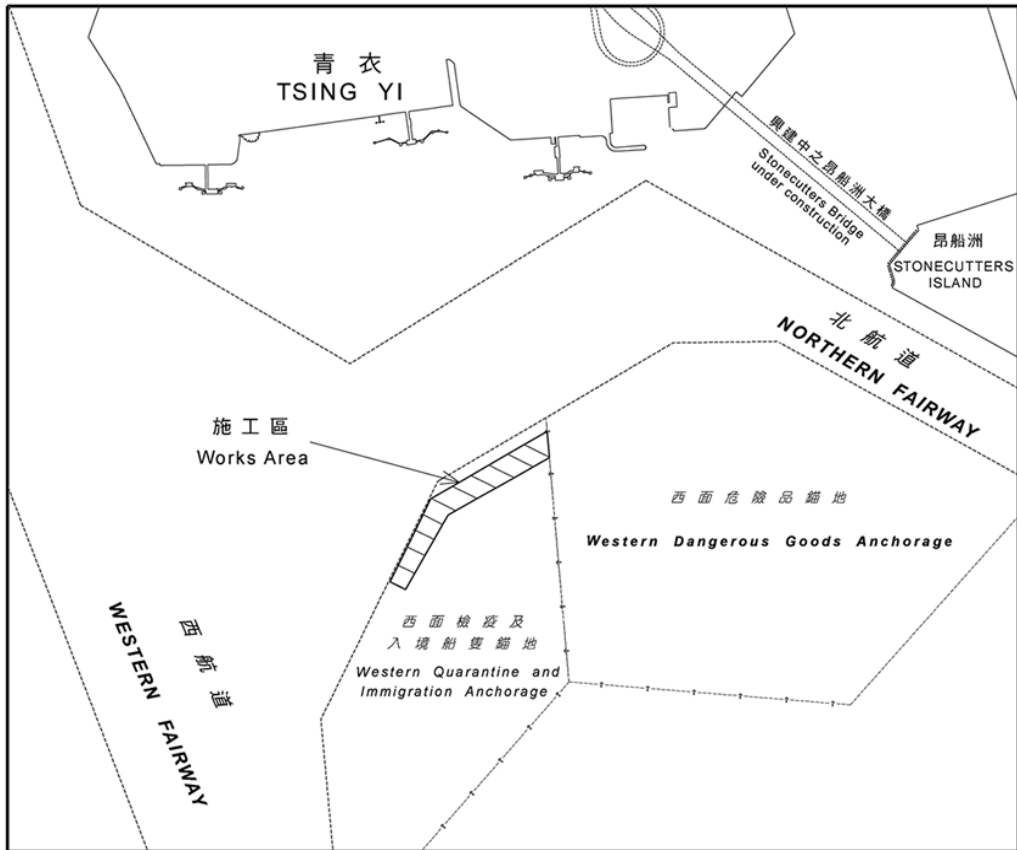 青衣
TSING YI
興建中之昂船洲大橋
Stonecutters Bridge
under construction
昂船洲
STONECUTTERS
ISLAND
北航道
NORTHERN FAIRWAY
施工區
Works Area
西面危險品錨地
Western Dangerous Goods Anchorage
西航道
WESTERN FAIRWAY
西面檢疫及
入境船隻錨地
Western Quarantine and
Immigration Anchorage